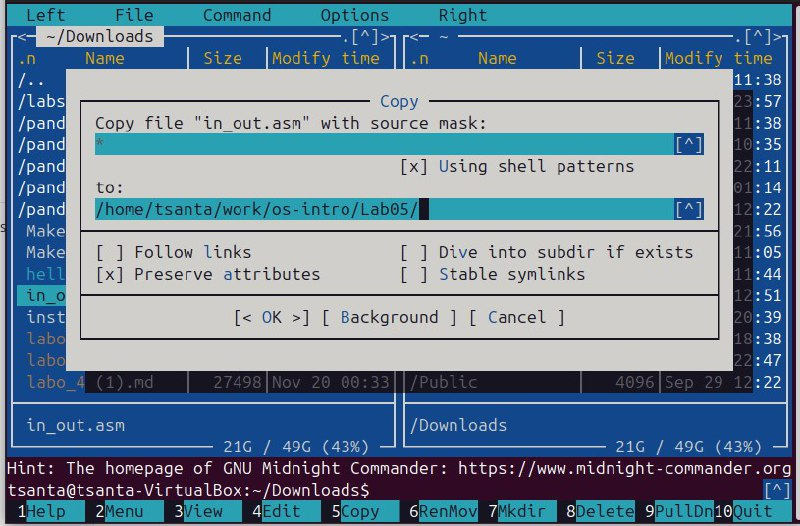 Left File Command Options Right
<─ ~/Downloads .[^]> <─ ~ .[^]>
.n Name Size Modify time .n Name Size Modify time
/.. 11:38
/labs 23:57
/pand 11:38
/pand 10:35
/pand 22:11
/pand 01:14
/pand 12:22
Make 21:56
Make 11:05
hell 11:44
in_o 12:51
inst 20:39
labo 18:38
labo 22:47
labo_4 (1).md 27498 Nov 20 00:33 /Public 4096 Sep 29 12:22
Copy
Copy file "in_out.asm" with source mask:
* [^]
[x] Using shell patterns
to:
/home/tsanta/work/os-intro/Lab05/ [^]
[ ] Follow links [ ] Dive into subdir if exists
[x] Preserve attributes [ ] Stable symlinks
[< OK >] [ Background ] [ Cancel ]
in_out.asm /Downloads
21G / 49G (43%) 21G / 49G (43%)
Hint: The homepage of GNU Midnight Commander: https://www.midnight-commander.org
tsanta@tsanta-VirtualBox:~/Downloads$ [^]
1Help 2Menu 3View 4Edit 5Copy 6RenMov 7Mkdir 8Delete 9PullDn 10Quit